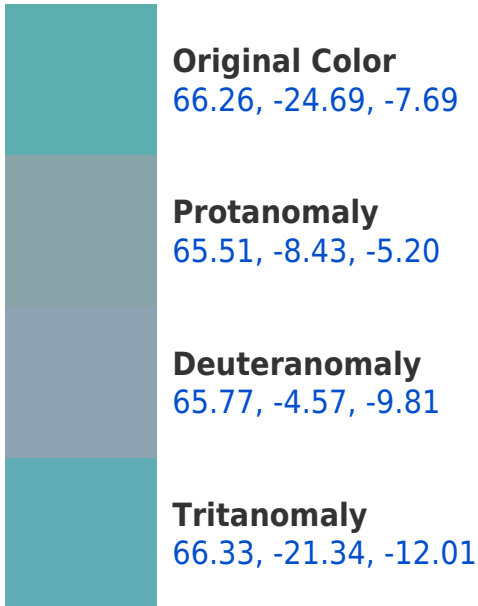 Original Color
66.26, -24.69, -7.69
Protanomaly
65.51, -8.43, -5.20
Deuteranomaly
65.77, -4.57, -9.81
Tritanomaly
66.33, -21.34, -12.01